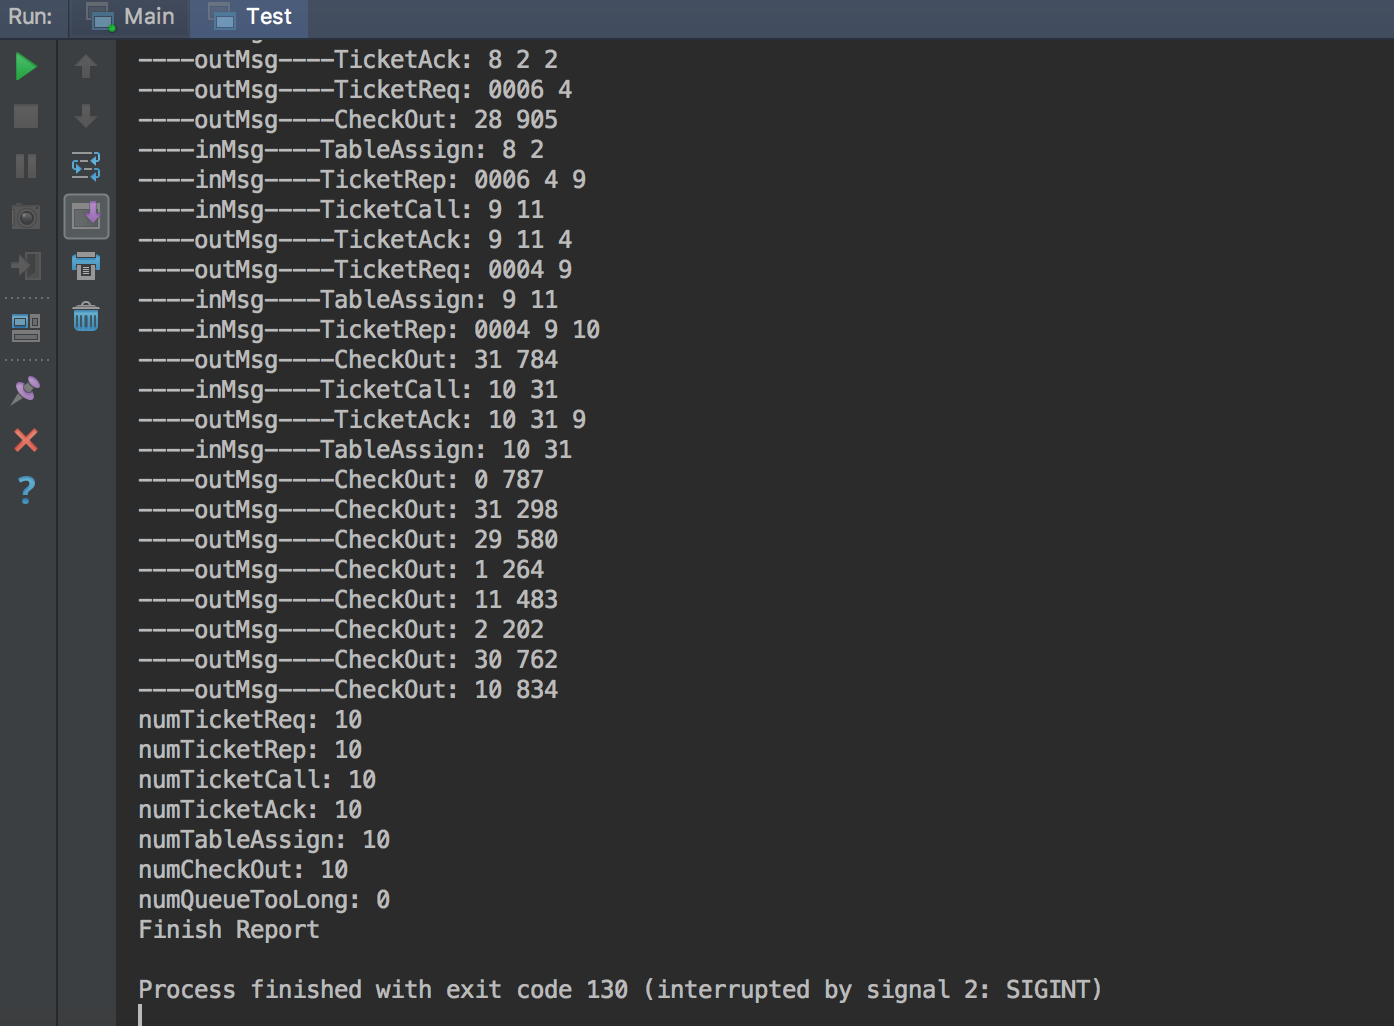 Run: Main Test
----outMsg----TicketAck: 8 2 2
----outMsg----TicketReq: 0006 4
----outMsg----CheckOut: 28 905
----inMsg----TableAssign: 8 2
----inMsg----TicketRep: 0006 4 9
----inMsg----TicketCall: 9 11
----outMsg----TicketAck: 9 11 4
----outMsg----TicketReq: 0004 9
----inMsg----TableAssign: 9 11
----inMsg----TicketRep: 0004 9 10
----outMsg----CheckOut: 31 784
----inMsg----TicketCall: 10 31
----outMsg----TicketAck: 10 31 9
----inMsg----TableAssign: 10 31
----outMsg----CheckOut: 0 787
----outMsg----CheckOut: 31 298
----outMsg----CheckOut: 29 580
----outMsg----CheckOut: 1 264
----outMsg----CheckOut: 11 483
----outMsg----CheckOut: 2 202
----outMsg----CheckOut: 30 762
----outMsg----CheckOut: 10 834
numTicketReq: 10
numTicketRep: 10
numTicketCall: 10
numTicketAck: 10
numTableAssign: 10
numCheckOut: 10
numQueueTooLong: 0
Finish Report
Process finished with exit code 130 (interrupted by signal 2: SIGINT)